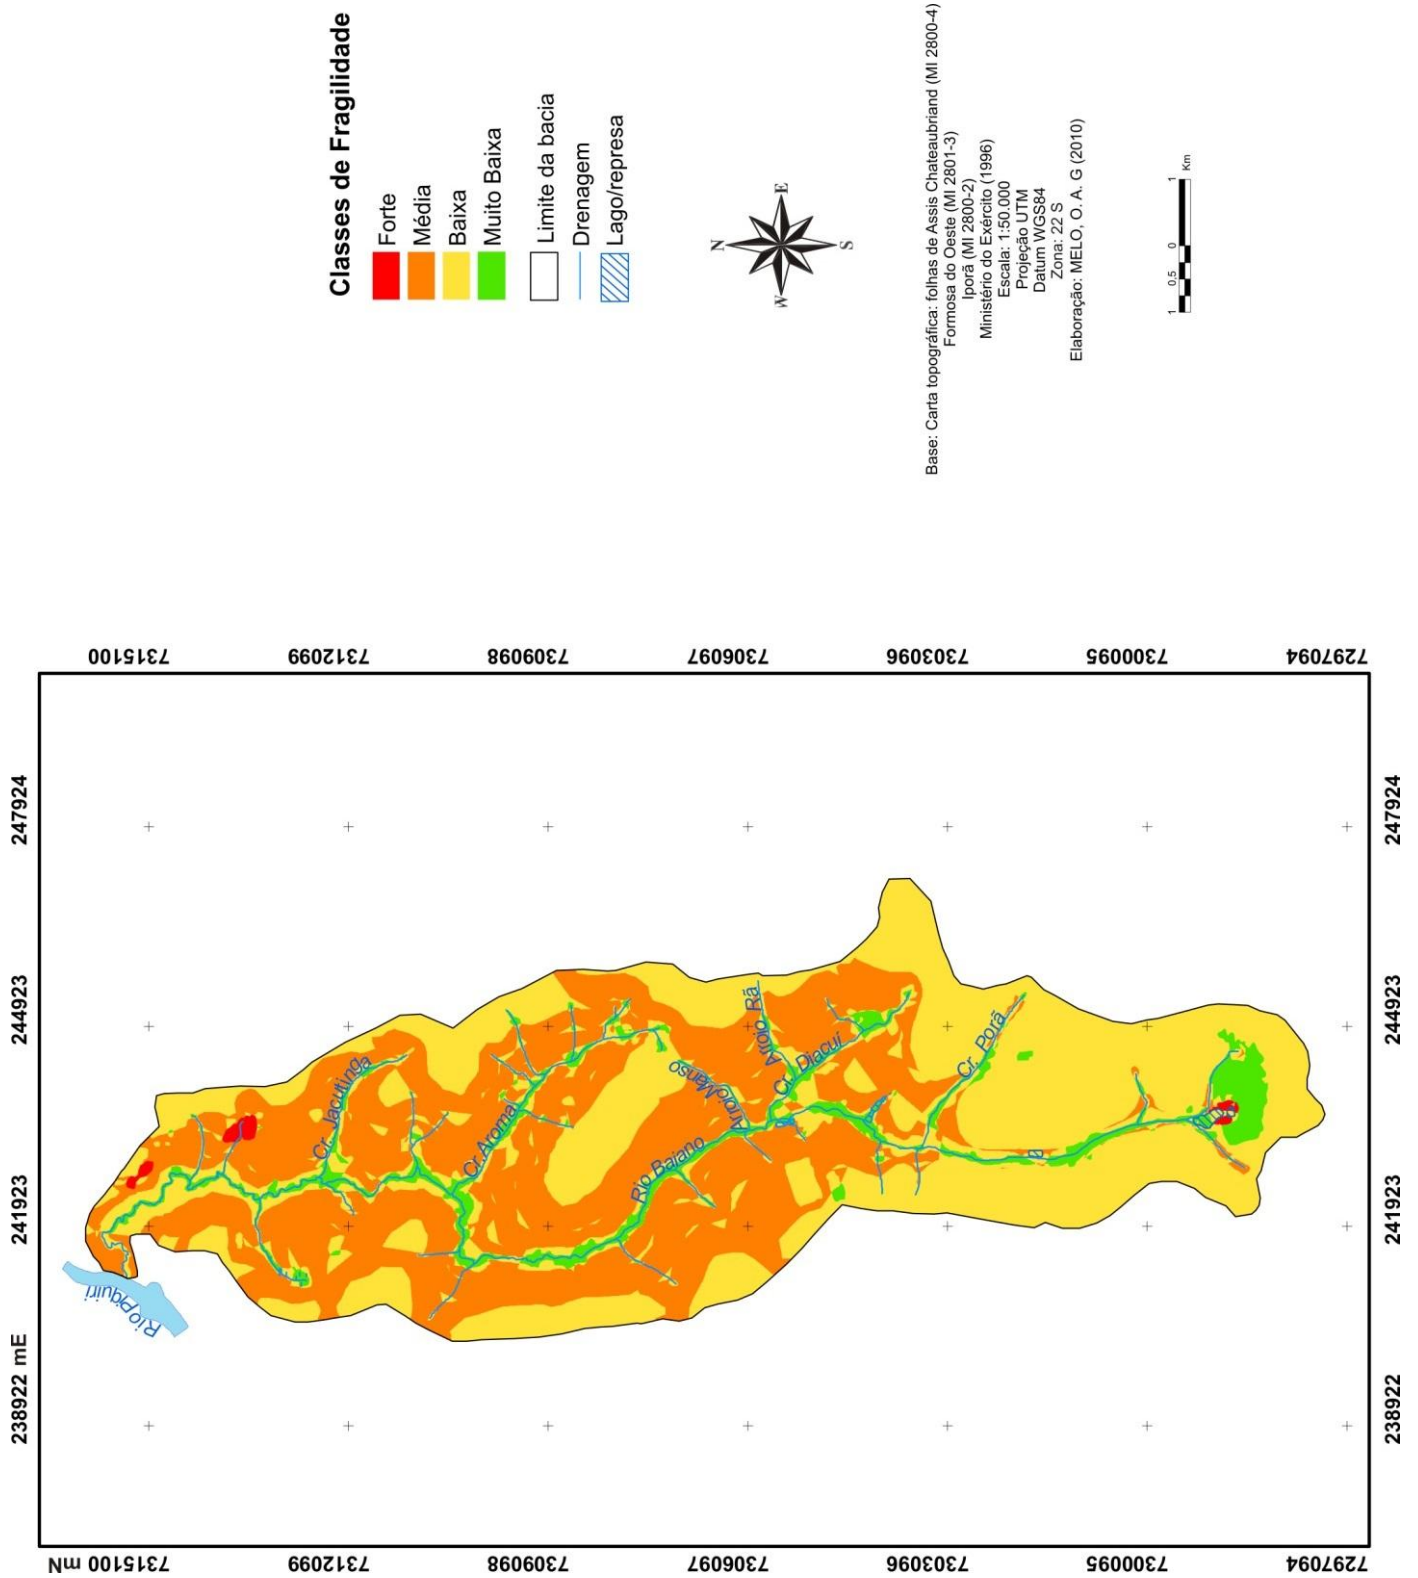 Classes de Fragilidade
Forte
Média
Baixa
Muito Baixa
Limite da bacia
Drenagem
Lago/represa
N
W
E
S
Base: Carta topográfica: folhas de Assis Chateaubriand (MI 2800-4)
Formosa do Oeste (MI 2801-3)
Iporã (MI 2800-2)
Ministério do Exército (1996)
Escala: 1:50.000
Projeção UTM
Datum WGS84
Zona: 22 S
Elaboração: MELO, O. A. G (2010)
1 0,5 0 1
Km
7315100 7312099 7309098 7306097 7303096 7300095 7297094
247924
244923
241923
238922 mE
247924
244923
241923
238922
Rio Piquiri
Cr. Jacutinga
Cr. Aroma
Rio Baiano
Arroio Manso
Arroio Rã
Cr. Diacuí
Cr. Porã
7315100 mN 7312099 7309098 7306097 7303096 7300095 7297094